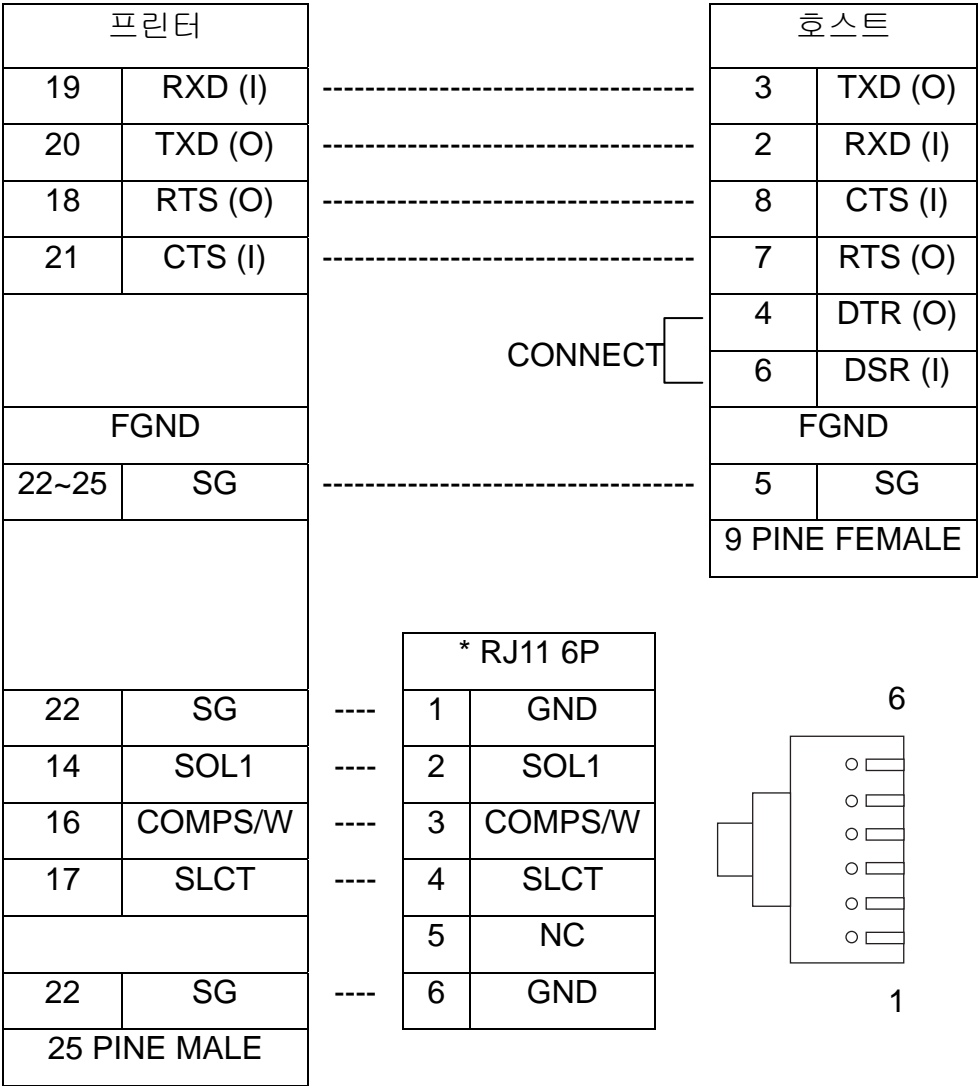 프린터 호스트
19 RXD (I) ---------------------------------- 3 TXD (O)
20 TXD (O) ---------------------------------- 2 RXD (I)
18 RTS (O) ---------------------------------- 8 CTS (I)
21 CTS (I) ---------------------------------- 7 RTS (O)
4 DTR (O)
CONNECT
6 DSR (I)
FGND FGND
22~25 SG ---------------------------------- 5 SG
9 PINE FEMALE
* RJ11 6P
22 SG ---- 1 GND 6
14 SOL1 ---- 2 SOL1
16 COMPS/W ---- 3 COMPS/W
17 SLCT ---- 4 SLCT
5 NC
22 SG ---- 6 GND 1
25 PINE MALE